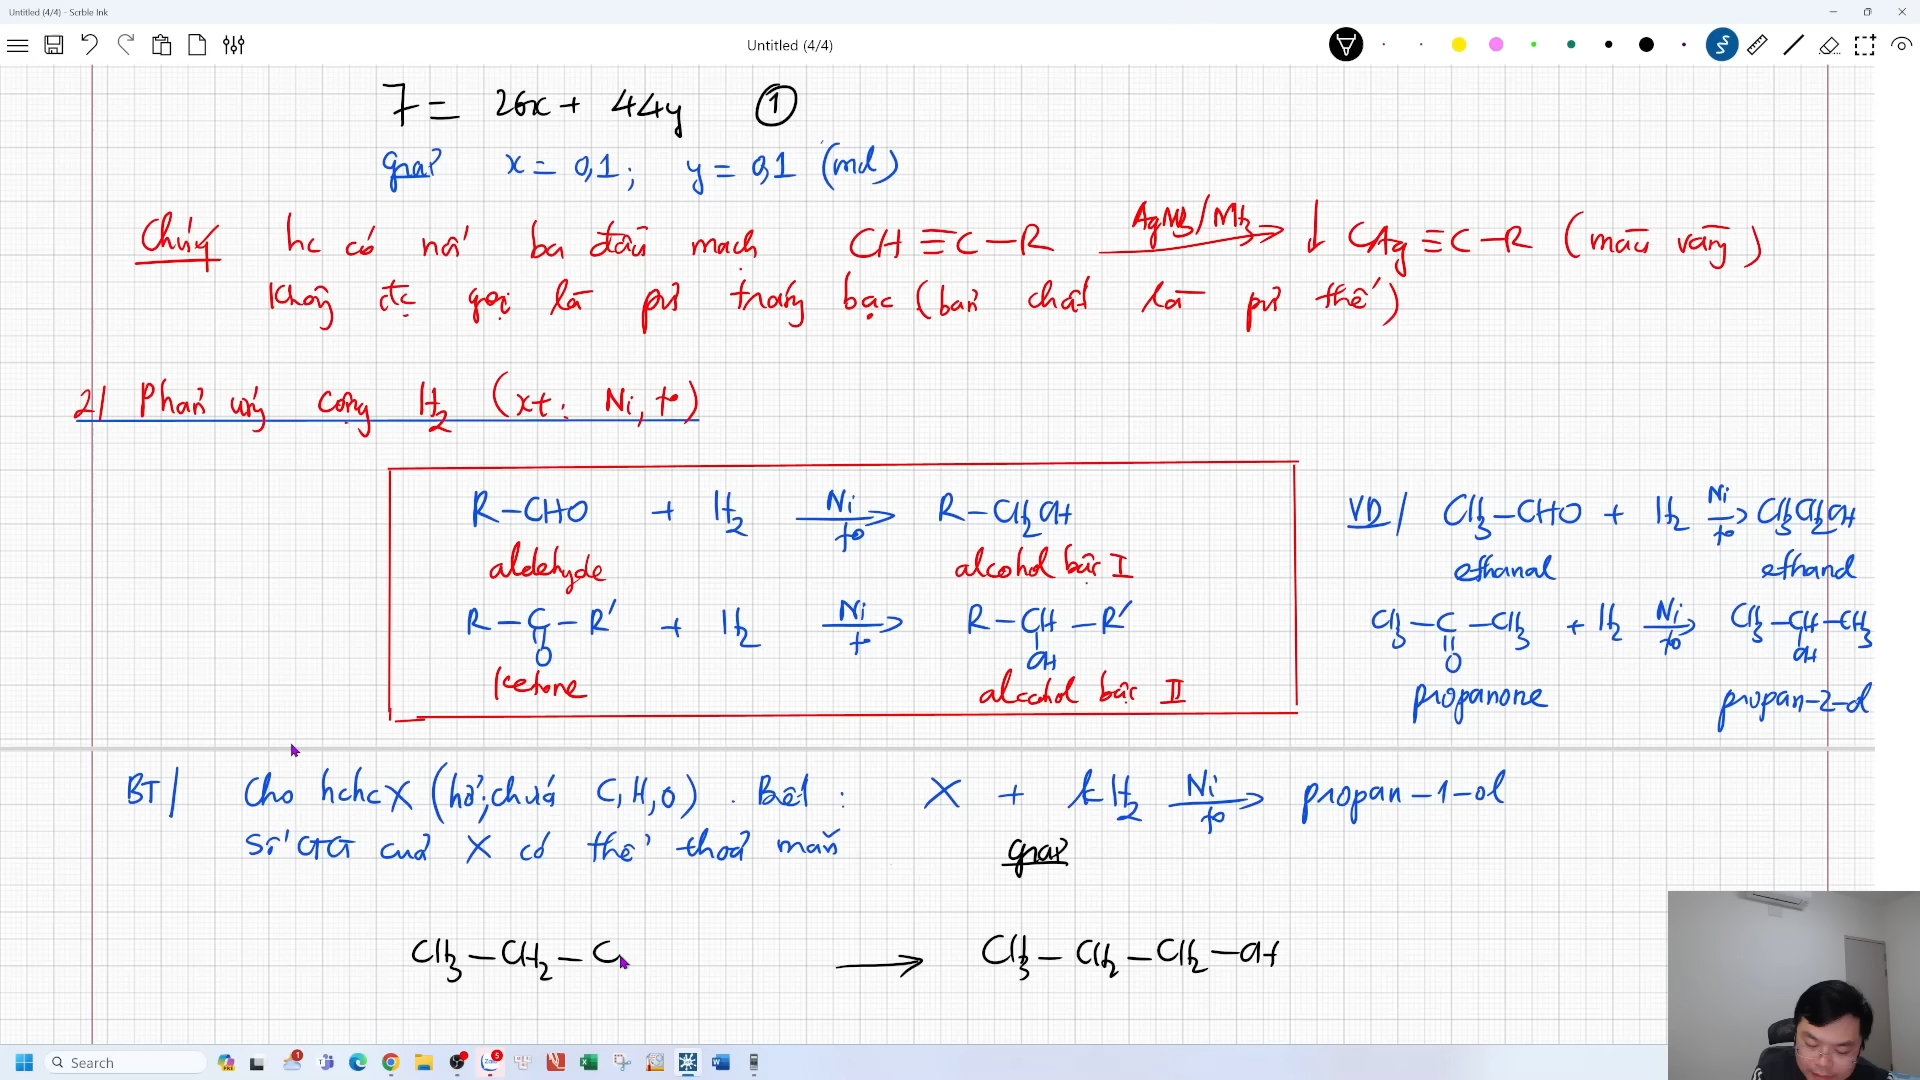 Untitled (4/4) - Scrble Ink
Untitled (4/4)
7 = 26x + 44y ①
giải x = 0,1; y = 0,1 (mol)
Chú ý hc có nối ba đầu mạch CH≡C−R AgNO3/NH3 → ↓ CAg≡C−R (màu vàng)
không đc gọi là pứ tráng bạc (bản chất là pứ thế)
2/ Phản ứng cộng H2 (xt: Ni, t°)
R−CHO + H2 Ni t° → R−CH2OH
aldehyde alcohol bậc I
R−C−R' + H2 Ni t° → R−CH−R'
O OH
ketone alcohol bậc II
VD/ CH3−CHO + H2 Ni t° → CH3CH2OH
ethanal ethanol
CH3−C−CH3 + H2 Ni t° → CH3−CH−CH3
O OH
propanone propan-2-ol
BT/ Cho hchc X (hở; chứa C, H, O). Biết: X + kH2 Ni t° → propan-1-ol
Số CTCT của X có thể thoả mãn
giải
CH3−CH2−C → CH3−CH2−CH2−OH
Search